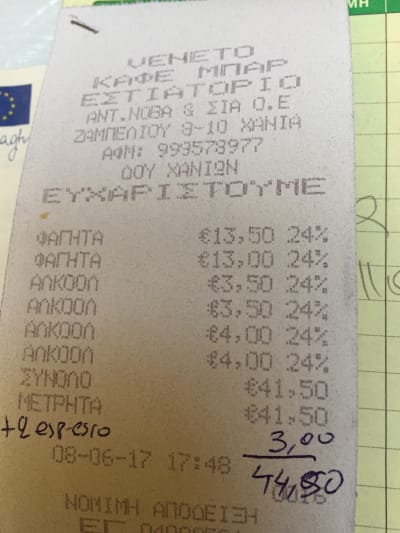 VENETO
ΚΑΦΕ ΜΠΑΡ
ΕΣΤΙΑΤΟΡΙΟ
ΑΝΤ.ΝΟΒΑ & ΣΙΑ Ο.Ε
ΖΑΜΠΕΛΙΟΥ 8-10 ΧΑΝΙΑ
ΑΦΜ: 999578977
ΔΟΥ ΧΑΝΙΩΝ
ΕΥΧΑΡΙΣΤΟΥΜΕ
ΦΑΓΗΤΑ €13,50 24%
ΦΑΓΗΤΑ €13,00 24%
ΑΛΚΟΟΛ €3,50 24%
ΑΛΚΟΟΛ €3,50 24%
ΑΛΚΟΟΛ €4,00 24%
ΑΛΚΟΟΛ €4,00 24%
ΣΥΝΟΛΟ €41,50
ΜΕΤΡΗΤΑ €41,50
+2 espresso 3,00
08-06-17 17:48
44,50
ΝΟΜΙΜΗ ΑΠΟΔΕΙΞΗ
ΕΓ